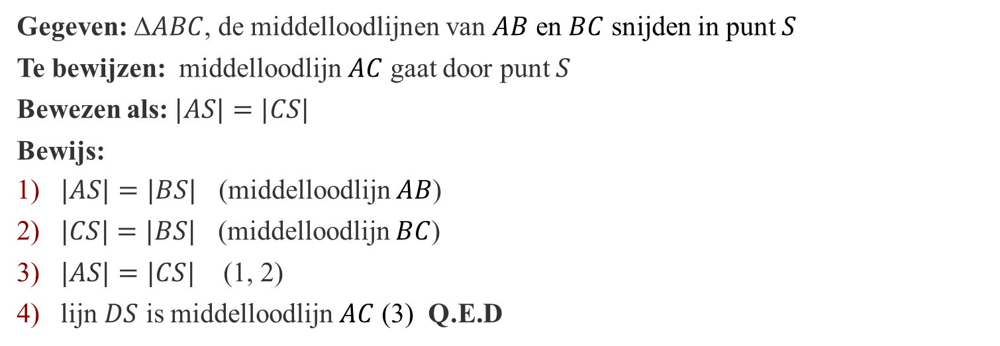 Gegeven: ΔABC, de middelloodlijnen van AB en BC snijden in punt S
Te bewijzen: middelloodlijn AC gaat door punt S
Bewezen als: |AS| = |CS|
Bewijs:
1) |AS| = |BS| (middelloodlijn AB)
2) |CS| = |BS| (middelloodlijn BC)
3) |AS| = |CS| (1, 2)
4) lijn DS is middelloodlijn AC (3) Q.E.D